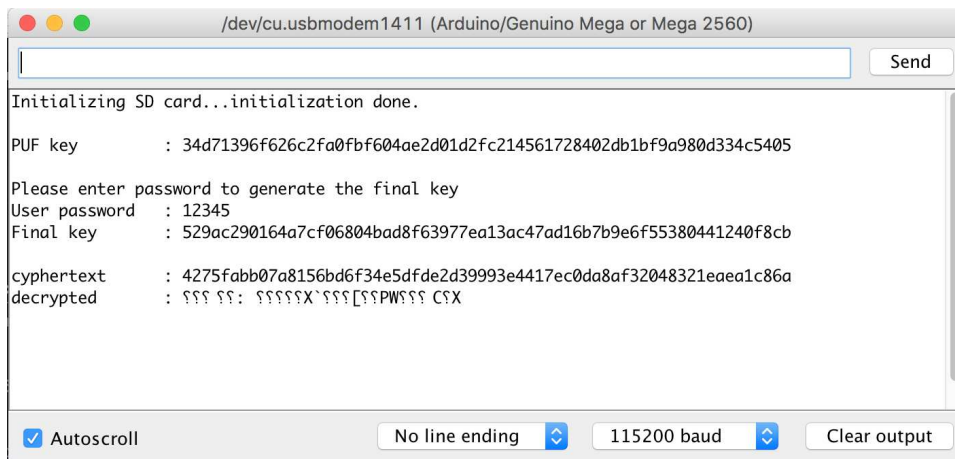 /dev/cu.usbmodem1411 (Arduino/Genuino Mega or Mega 2560)
Send
Initializing SD card...initialization done.
PUF key : 34d71396f626c2fa0fbf604ae2d01d2fc214561728402db1bf9a980d334c5405
Please enter password to generate the final key
User password : 12345
Final key : 529ac290164a7cf06804bad8f63977ea13ac47ad16b7b9e6f55380441240f8cb
cyphertext : 4275fabb07a8156bd6f34e5dfde2d39993e4417ec0da8af32048321eaea1c86a
decrypted : ⸮⸮⸮ ⸮⸮: ⸮⸮⸮⸮⸮X`⸮⸮⸮[⸮⸮PW⸮⸮⸮ C⸮X
Autoscroll No line ending 115200 baud Clear output